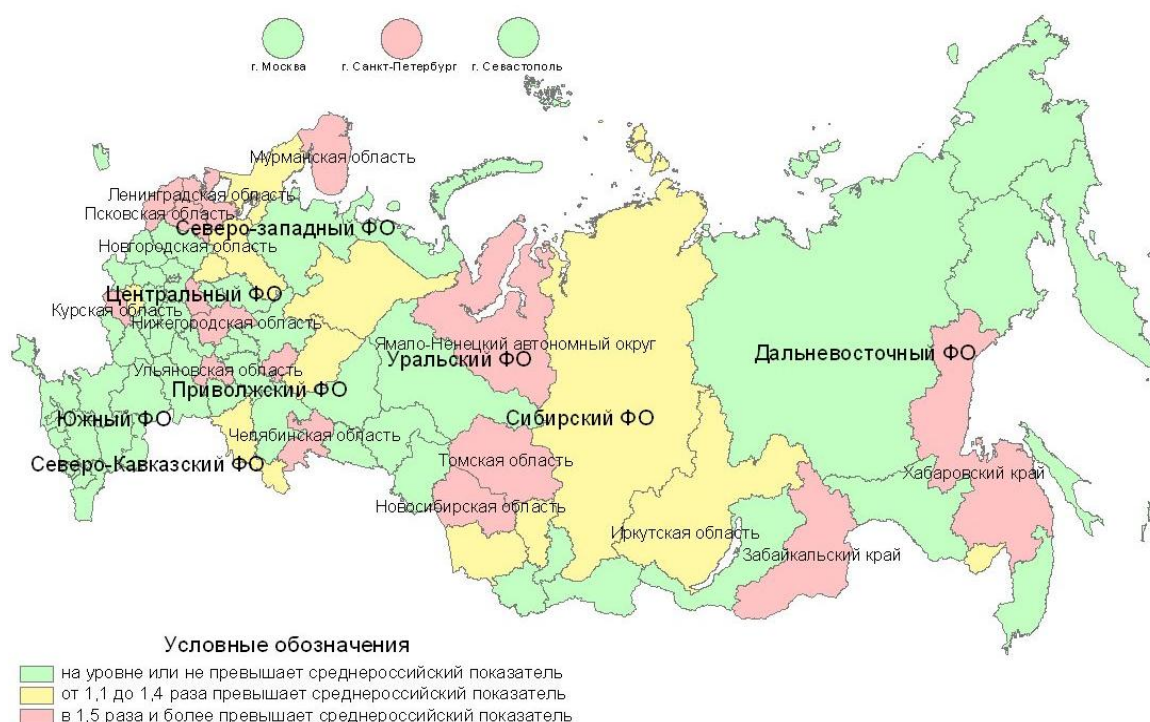 г. Москва
г. Санкт-Петербург
г. Севастополь
Мурманская область
Ленинградская область
Псковская область
Северо-западный ФО
Новгородская область
Центральный ФО
Курская область
Нижегородская область
Ямало-Ненецкий автономный округ
Уральский ФО
Дальневосточный ФО
Ульяновская область
Приволжский ФО
Южный ФО
Сибирский ФО
Челябинская область
Северо-Кавказский ФО
Томская область
Хабаровский край
Новосибирская область
Иркутская область
Забайкальский край
Условные обозначения
на уровне или не превышает среднероссийский показатель
от 1,1 до 1,4 раза превышает среднероссийский показатель
в 1,5 раза и более превышает среднероссийский показатель